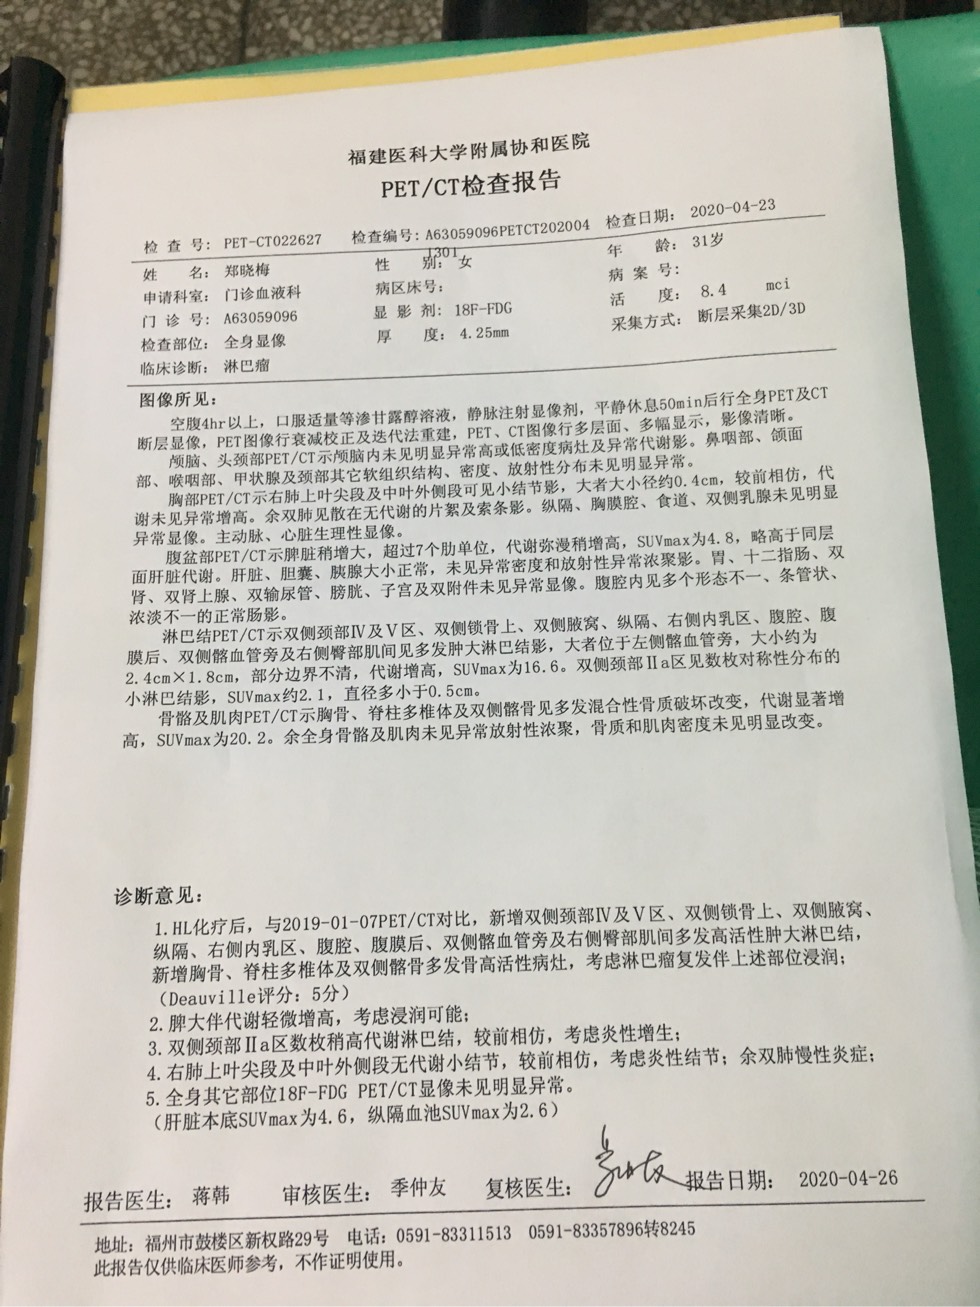 福建医科大学附属协和医院
PET/CT检查报告
检 查 号: PET-CT022627 检查编号: A63059096PETCT202004 检查日期: 2020-04-23
1301
姓 名: 郑晓梅 性 别: 女 年 龄: 31岁
申请科室: 门诊血液科 病区床号: 病 案 号:
门 诊 号: A63059096 显 影 剂: 18F-FDG 活 度: 8.4 mci
检查部位: 全身显像 厚 度: 4.25mm 采集方式: 断层采集2D/3D
临床诊断: 淋巴瘤
图像所见:
空腹4hr以上，口服适量等渗甘露醇溶液，静脉注射显像剂，平静休息50min后行全身PET及CT
断层显像，PET图像行衰减校正及迭代法重建，PET、CT图像行多层面、多幅显示，影像清晰。
颅脑、头颈部PET/CT示颅脑内未见明显异常高或低密度病灶及异常代谢影。鼻咽部、颌面
部、喉咽部、甲状腺及颈部其它软组织结构、密度、放射性分布未见明显异常。
胸部PET/CT示右肺上叶尖段及中叶外侧段可见小结节影，大者大小径约0.4cm，较前相仿，代
谢未见异常增高。余双肺见散在无代谢的片絮及索条影。纵隔、胸膜腔、食道、双侧乳腺未见明显
异常显像。主动脉、心脏生理性显像。
腹盆部PET/CT示脾脏稍增大，超过7个肋单位，代谢弥漫稍增高，SUVmax为4.8，略高于同层
面肝脏代谢。肝脏、胆囊、胰腺大小正常，未见异常密度和放射性异常浓聚影。胃、十二指肠、双
肾、双肾上腺、双输尿管、膀胱、子宫及双附件未见异常显像。腹腔内见多个形态不一、条管状、
浓淡不一的正常肠影。
淋巴结PET/CT示双侧颈部Ⅳ及Ⅴ区、双侧锁骨上、双侧腋窝、纵隔、右侧内乳区、腹腔、腹
膜后、双侧髂血管旁及右侧臀部肌间见多发肿大淋巴结影，大者位于左侧髂血管旁，大小约为
2.4cm×1.8cm，部分边界不清，代谢增高，SUVmax为16.6。双侧颈部Ⅱa区见数枚对称性分布的
小淋巴结影，SUVmax约2.1，直径多小于0.5cm。
骨骼及肌肉PET/CT示胸骨、脊柱多椎体及双侧髂骨见多发混合性骨质破坏改变，代谢显著增
高，SUVmax为20.2。余全身骨骼及肌肉未见异常放射性浓聚，骨质和肌肉密度未见明显改变。
诊断意见:
1.HL化疗后，与2019-01-07PET/CT对比，新增双侧颈部Ⅳ及Ⅴ区、双侧锁骨上、双侧腋窝、
纵隔、右侧内乳区、腹腔、腹膜后、双侧髂血管旁及右侧臀部肌间多发高活性肿大淋巴结，
新增胸骨、脊柱多椎体及双侧髂骨多发骨高活性病灶，考虑淋巴瘤复发伴上述部位浸润；
（Deauville评分：5分）
2.脾大伴代谢轻微增高，考虑浸润可能；
3.双侧颈部Ⅱa区数枚稍高代谢淋巴结，较前相仿，考虑炎性增生；
4.右肺上叶尖段及中叶外侧段无代谢小结节，较前相仿，考虑炎性结节；余双肺慢性炎症；
5.全身其它部位18F-FDG PET/CT显像未见明显异常。
（肝脏本底SUVmax为4.6，纵隔血池SUVmax为2.6）
报告医生: 蒋韩 审核医生: 季仲友 复核医生: 报告日期: 2020-04-26
地址: 福州市鼓楼区新权路29号 电话: 0591-83311513 0591-83357896转8245
此报告仅供临床医师参考，不作证明使用。